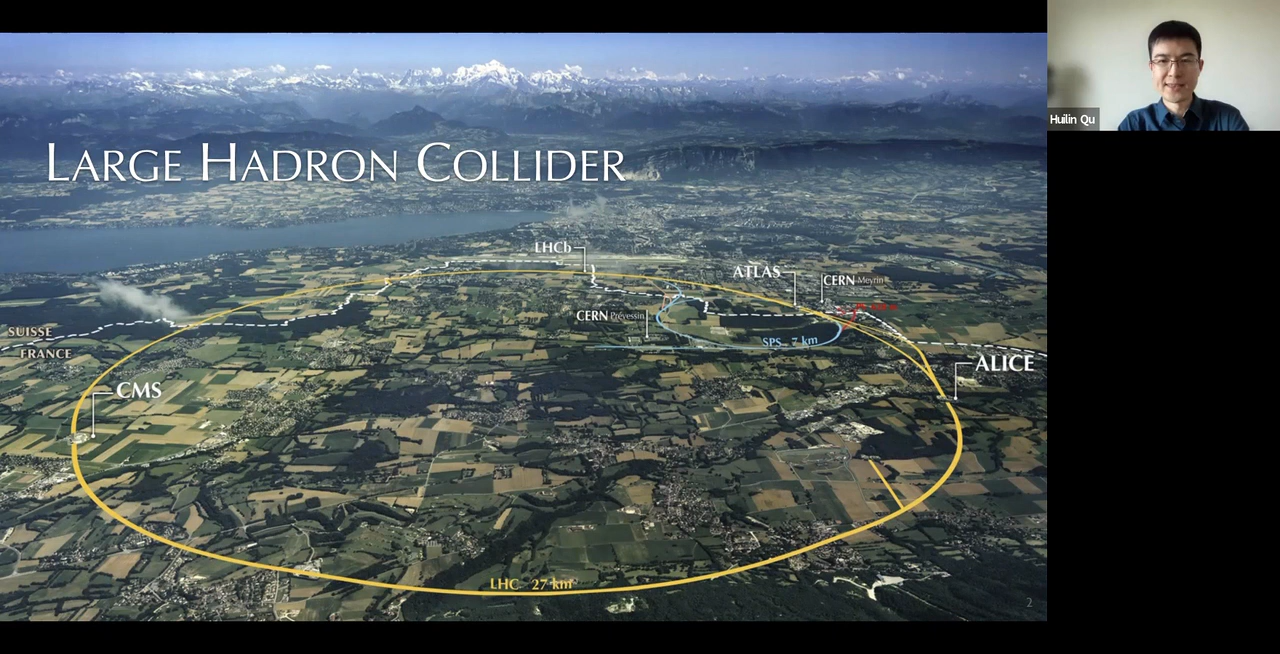 LARGE HADRON COLLIDER
Huilin Qu
LHCb
ATLAS
CERN Meyrin
CERN Prévessin
SUISSE
FRANCE
SPS 7 km
ALICE
CMS
LHC 27 km
2